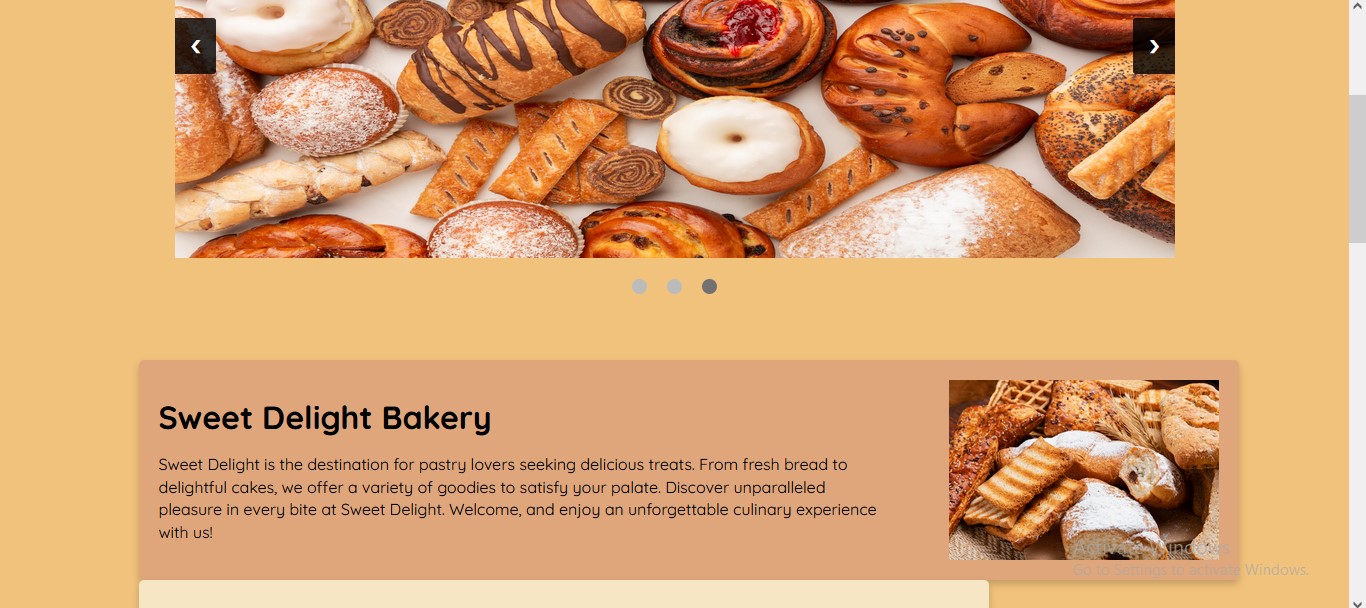 ❮
❯
Sweet Delight Bakery
Sweet Delight is the destination for pastry lovers seeking delicious treats. From fresh bread to
delightful cakes, we offer a variety of goodies to satisfy your palate. Discover unparalleled
pleasure in every bite at Sweet Delight. Welcome, and enjoy an unforgettable culinary experience
with us!
Activate Windows
Go to Settings to activate Windows.